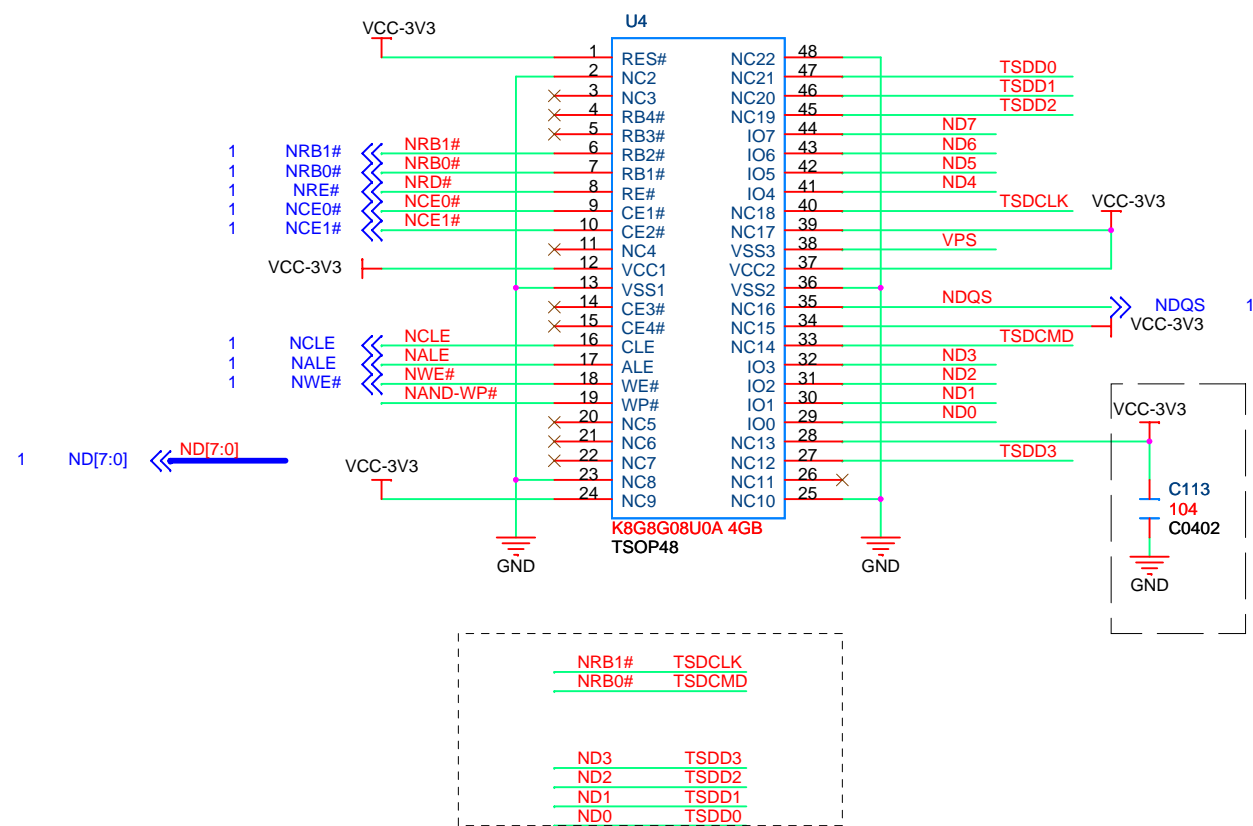 U4
VCC-3V3
1 RES# NC22 48
2 NC2 NC21 47 TSDD0
3 NC3 NC20 46 TSDD1
4 RB4# NC19 45 TSDD2
5 RB3# IO7 44 ND7
1 NRB1# NRB1# 6 RB2# IO6 43 ND6
1 NRB0# NRB0# 7 RB1# IO5 42 ND5
1 NRE# NRD# 8 RE# IO4 41 ND4
1 NCE0# NCE0# 9 CE1# NC18 40 TSDCLK VCC-3V3
1 NCE1# NCE1# 10 CE2# NC17 39
11 NC4 VSS3 38 VPS
VCC-3V3 12 VCC1 VCC2 37
13 VSS1 VSS2 36
14 CE3# NC16 35 NDQS NDQS 1
15 CE4# NC15 34 VCC-3V3
1 NCLE NCLE 16 CLE NC14 33 TSDCMD
1 NALE NALE 17 ALE IO3 32 ND3
1 NWE# NWE# 18 WE# IO2 31 ND2
NAND-WP# 19 WP# IO1 30 ND1
20 NC5 IO0 29 ND0
VCC-3V3
21 NC6 NC13 28
1 ND[7:0] ND[7:0] 22 NC7 NC12 27 TSDD3
VCC-3V3 23 NC8 NC11 26
24 NC9 NC10 25
C113
104
C0402
K8G8G08U0A 4GB
TSOP48
GND
GND
GND
NRB1# TSDCLK
NRB0# TSDCMD
ND3 TSDD3
ND2 TSDD2
ND1 TSDD1
ND0 TSDD0